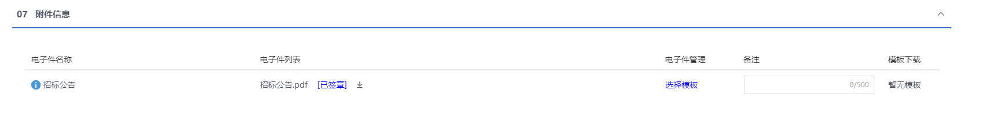 07 附件信息
电子件名称 电子件列表 电子件管理 备注 模板下载
招标公告 招标公告.pdf [已签章] 选择模板 0/500 暂无模板